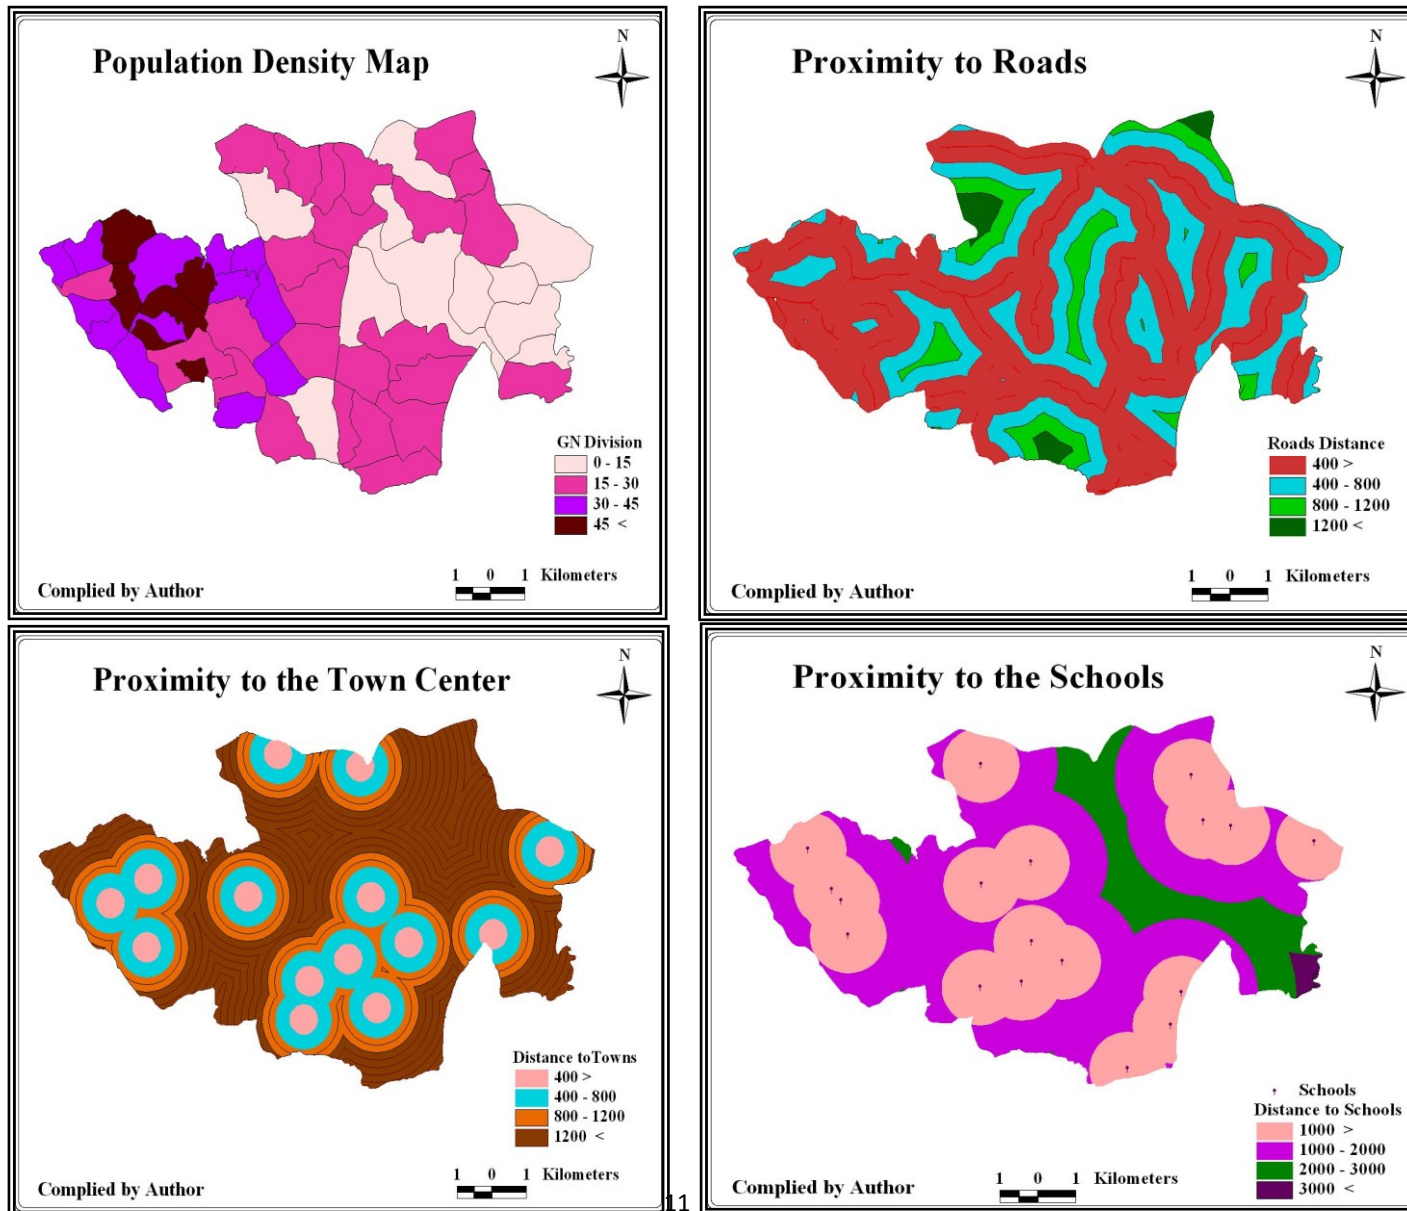 Population Density Map
N
GN Division
0 - 15
15 - 30
30 - 45
45 <
1 0 1 Kilometers
Complied by Author
Proximity to Roads
N
Roads Distance
400 >
400 - 800
800 - 1200
1200 <
1 0 1 Kilometers
Complied by Author
Proximity to the Town Center
N
Distance toTowns
400 >
400 - 800
800 - 1200
1200 <
1 0 1 Kilometers
Complied by Author
11
Proximity to the Schools
N
Schools
Distance to Schools
1000 >
1000 - 2000
2000 - 3000
3000 <
1 0 1 Kilometers
Complied by Author